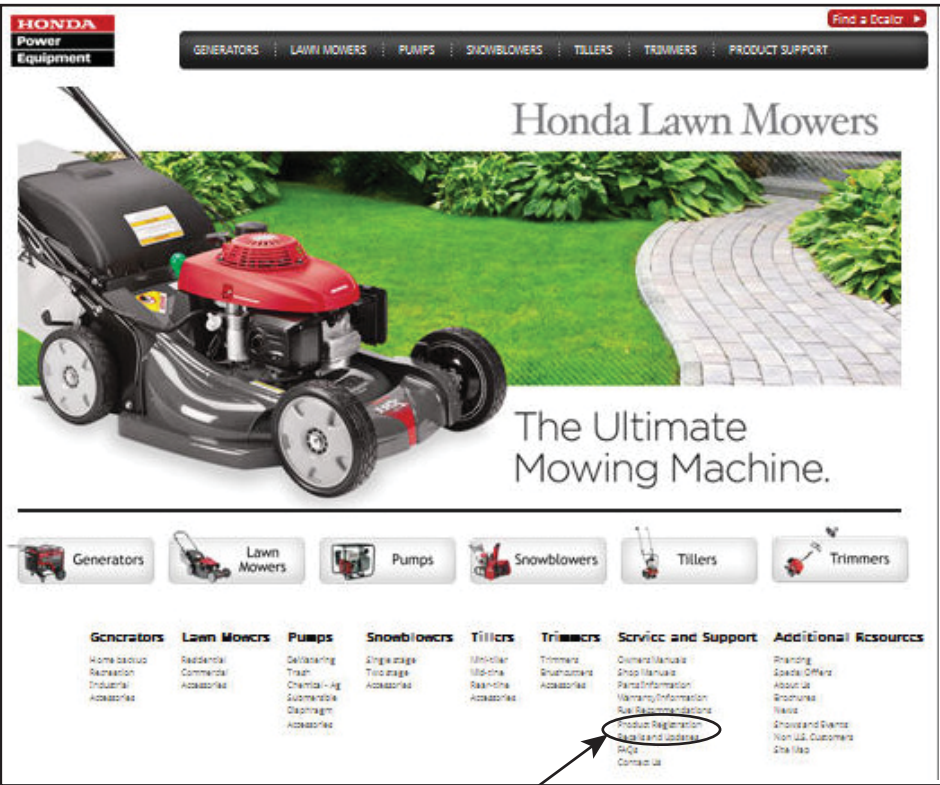 HONDA
Power
Equipment
Find a Dealer
GENERATORS LAWN MOWERS PUMPS SNOWBLOWERS TILLERS TRIMMERS PRODUCT SUPPORT
Honda Lawn Mowers
The Ultimate
Mowing Machine.
Generators
Lawn
Mowers
Pumps
Snowblowers
Tillers
Trimmers
Generators
Home backup
Recreation
Industrial
Accessories
Lawn Mowers
Residential
Commercial
Accessories
Pumps
DeWatering
Trash
Chemical - Ag
Submersible
Diaphragm
Accessories
Snowblowers
Single stage
Two stage
Accessories
Tillers
Mini-tiller
Mid-tine
Rear-tine
Accessories
Trimmers
Trimmers
Brushcutters
Accessories
Service and Support
Owners Manuals
Shop Manuals
Parts Information
Warranty Information
Fuel Recommendations
Product Registration
Recalls and Updates
FAQs
Contact Us
Additional Resources
Financing
Special Offers
About Us
Brochures
News
Shows and Events
Non U.S. Customers
Site Map